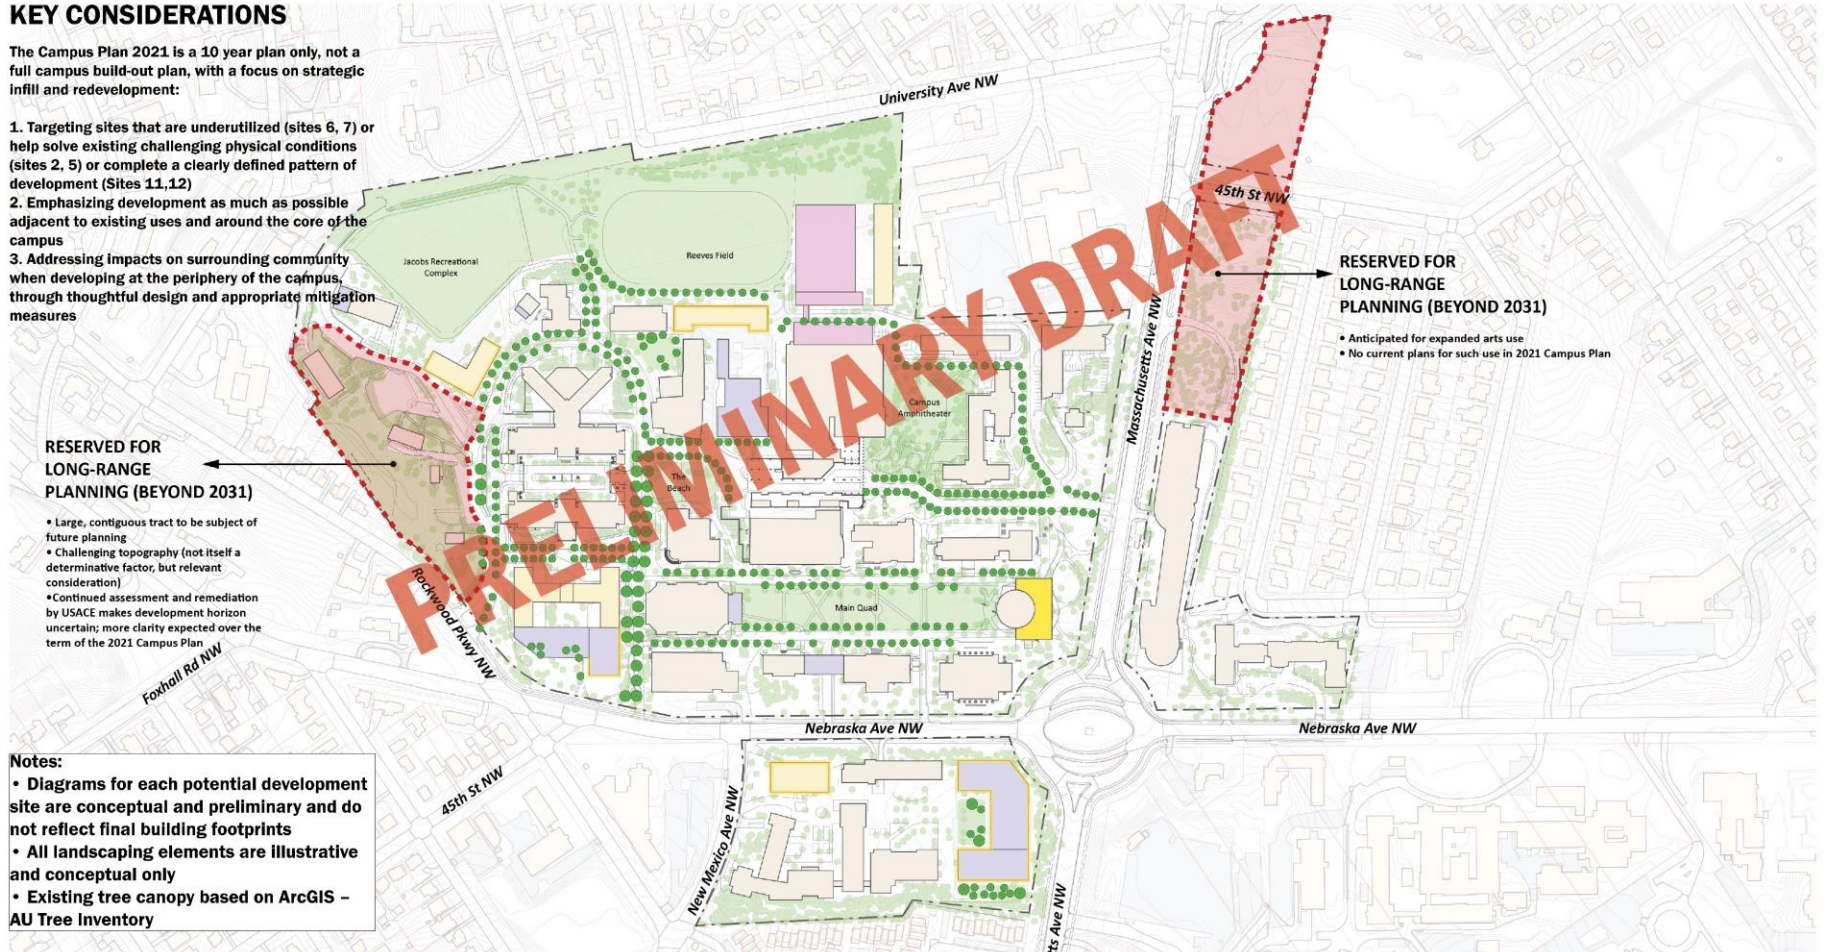 KEY CONSIDERATIONS
The Campus Plan 2021 is a 10 year plan only, not a
full campus build-out plan, with a focus on strategic
infill and redevelopment:
1. Targeting sites that are underutilized (sites 6, 7) or
help solve existing challenging physical conditions
(sites 2, 5) or complete a clearly defined pattern of
development (Sites 11,12)
2. Emphasizing development as much as possible
adjacent to existing uses and around the core of the
campus
3. Addressing impacts on surrounding community
when developing at the periphery of the campus,
through thoughtful design and appropriate mitigation
measures
University Ave NW
45th St NW
Jacobs Recreational
Complex
Reeves Field
RESERVED FOR
LONG-RANGE
PLANNING (BEYOND 2031)
• Anticipated for expanded arts use
• No current plans for such use in 2021 Campus Plan
Massachusetts Ave NW
Campus
Amphitheater
PRELIMINARY DRAFT
The
Beach
RESERVED FOR
LONG-RANGE
PLANNING (BEYOND 2031)
• Large, contiguous tract to be subject of
future planning
• Challenging topography (not itself a
determinative factor, but relevant
consideration)
•Continued assessment and remediation
by USACE makes development horizon
uncertain; more clarity expected over the
term of the 2021 Campus Plan
Rockwood Pkwy NW
Foxhall Rd NW
Main Quad
Nebraska Ave NW
Nebraska Ave NW
45th St NW
New Mexico Ave NW
tts Ave NW
Notes:
• Diagrams for each potential development
site are conceptual and preliminary and do
not reflect final building footprints
• All landscaping elements are illustrative
and conceptual only
• Existing tree canopy based on ArcGIS –
AU Tree Inventory